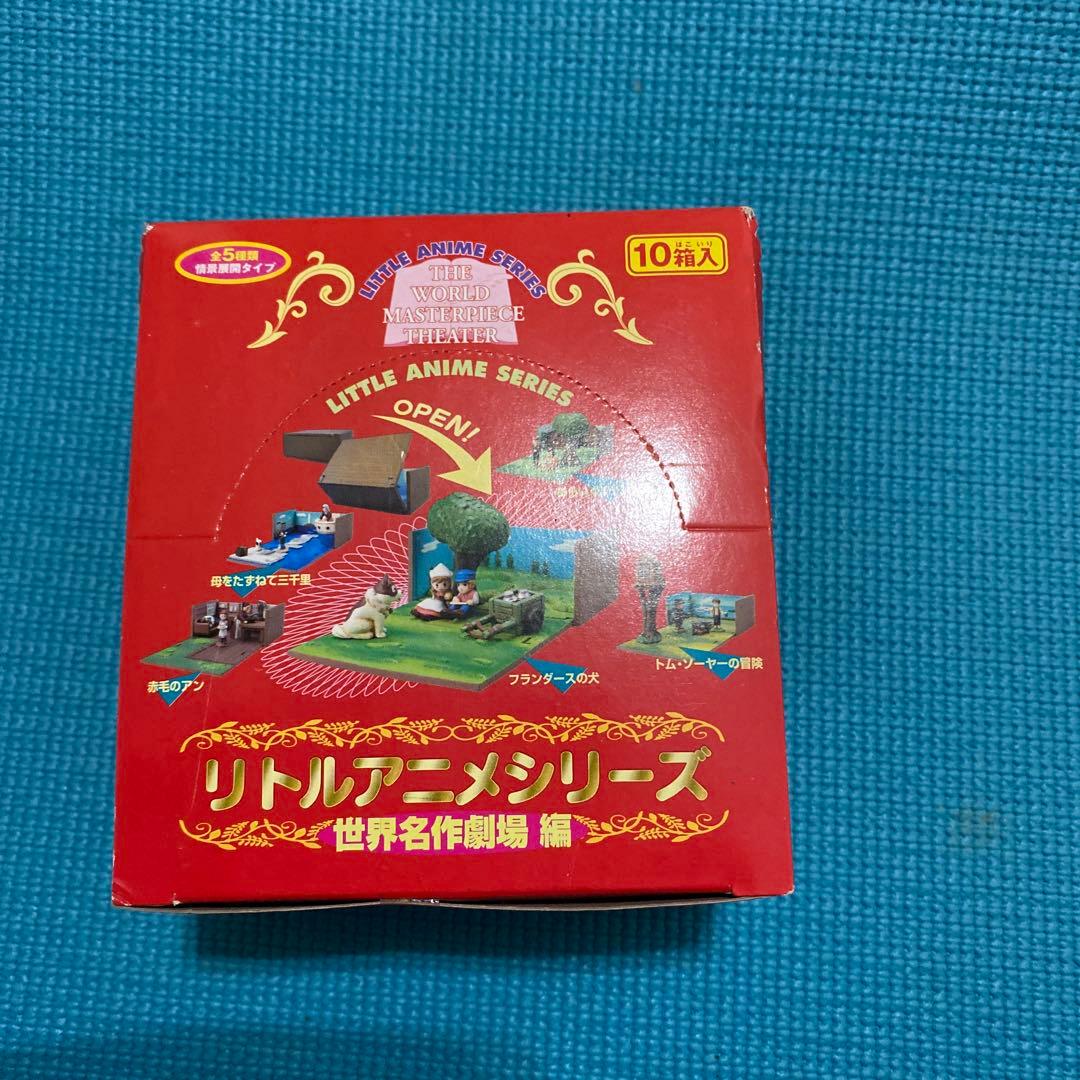 全5種類
情景展開タイプ
LITTLE ANIME SERIES
THE
WORLD
MASTERPIECE
THEATER
はこいり
10箱入
LITTLE ANIME SERIES
OPEN!
母をたずねて三千里
赤毛のアン
フランダースの犬
トム・ソーヤーの冒険
リトルアニメシリーズ
世界名作劇場 編